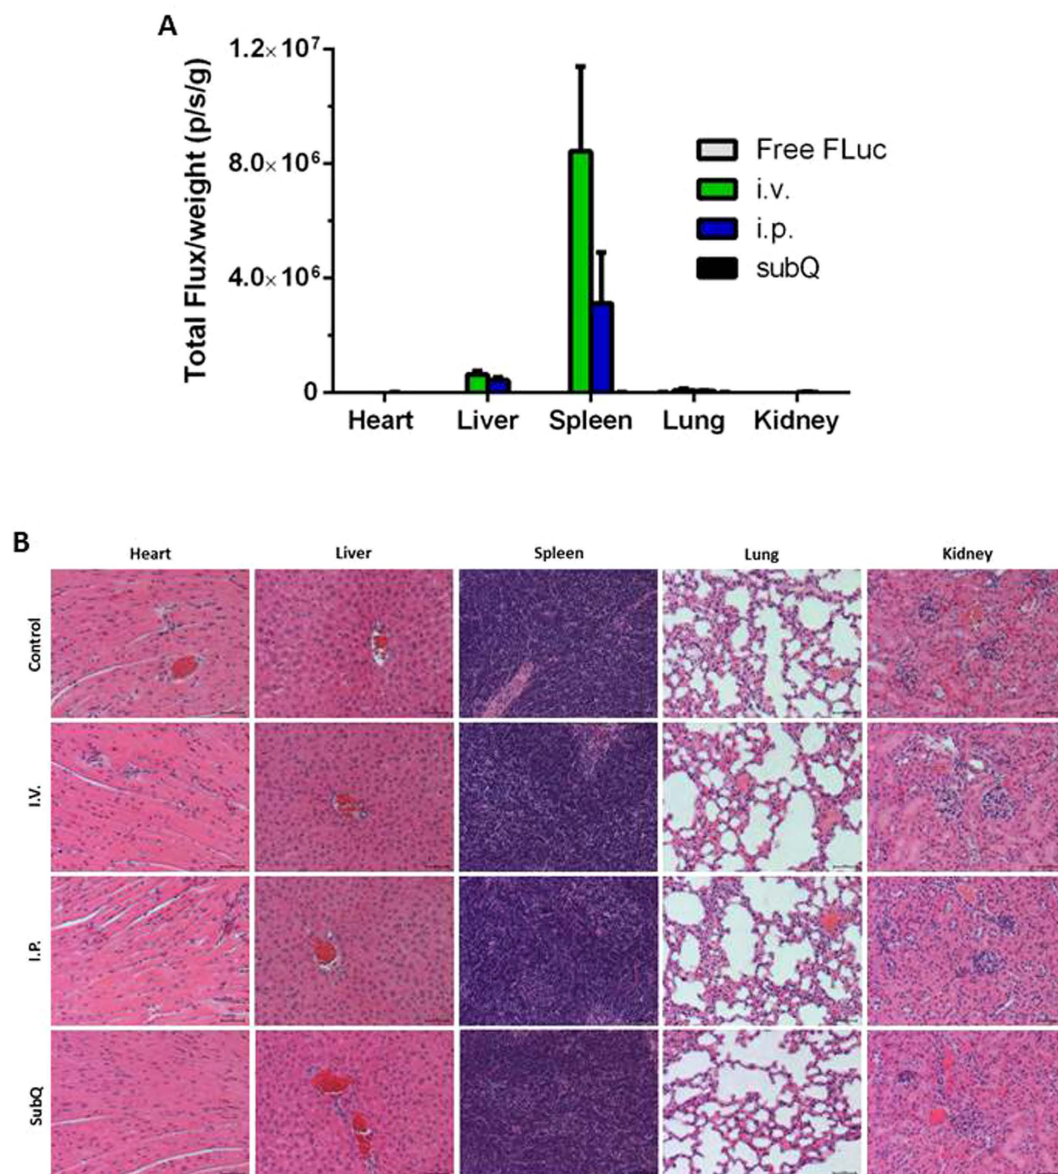 A
Total Flux/weight (p/s/g)
1.2× 10⁷
8.0× 10⁶
4.0× 10⁶
0
Free FLuc
i.v.
i.p.
subQ
Heart Liver Spleen Lung Kidney
B
Heart Liver Spleen Lung Kidney
Control
I.V.
I.P.
SubQ